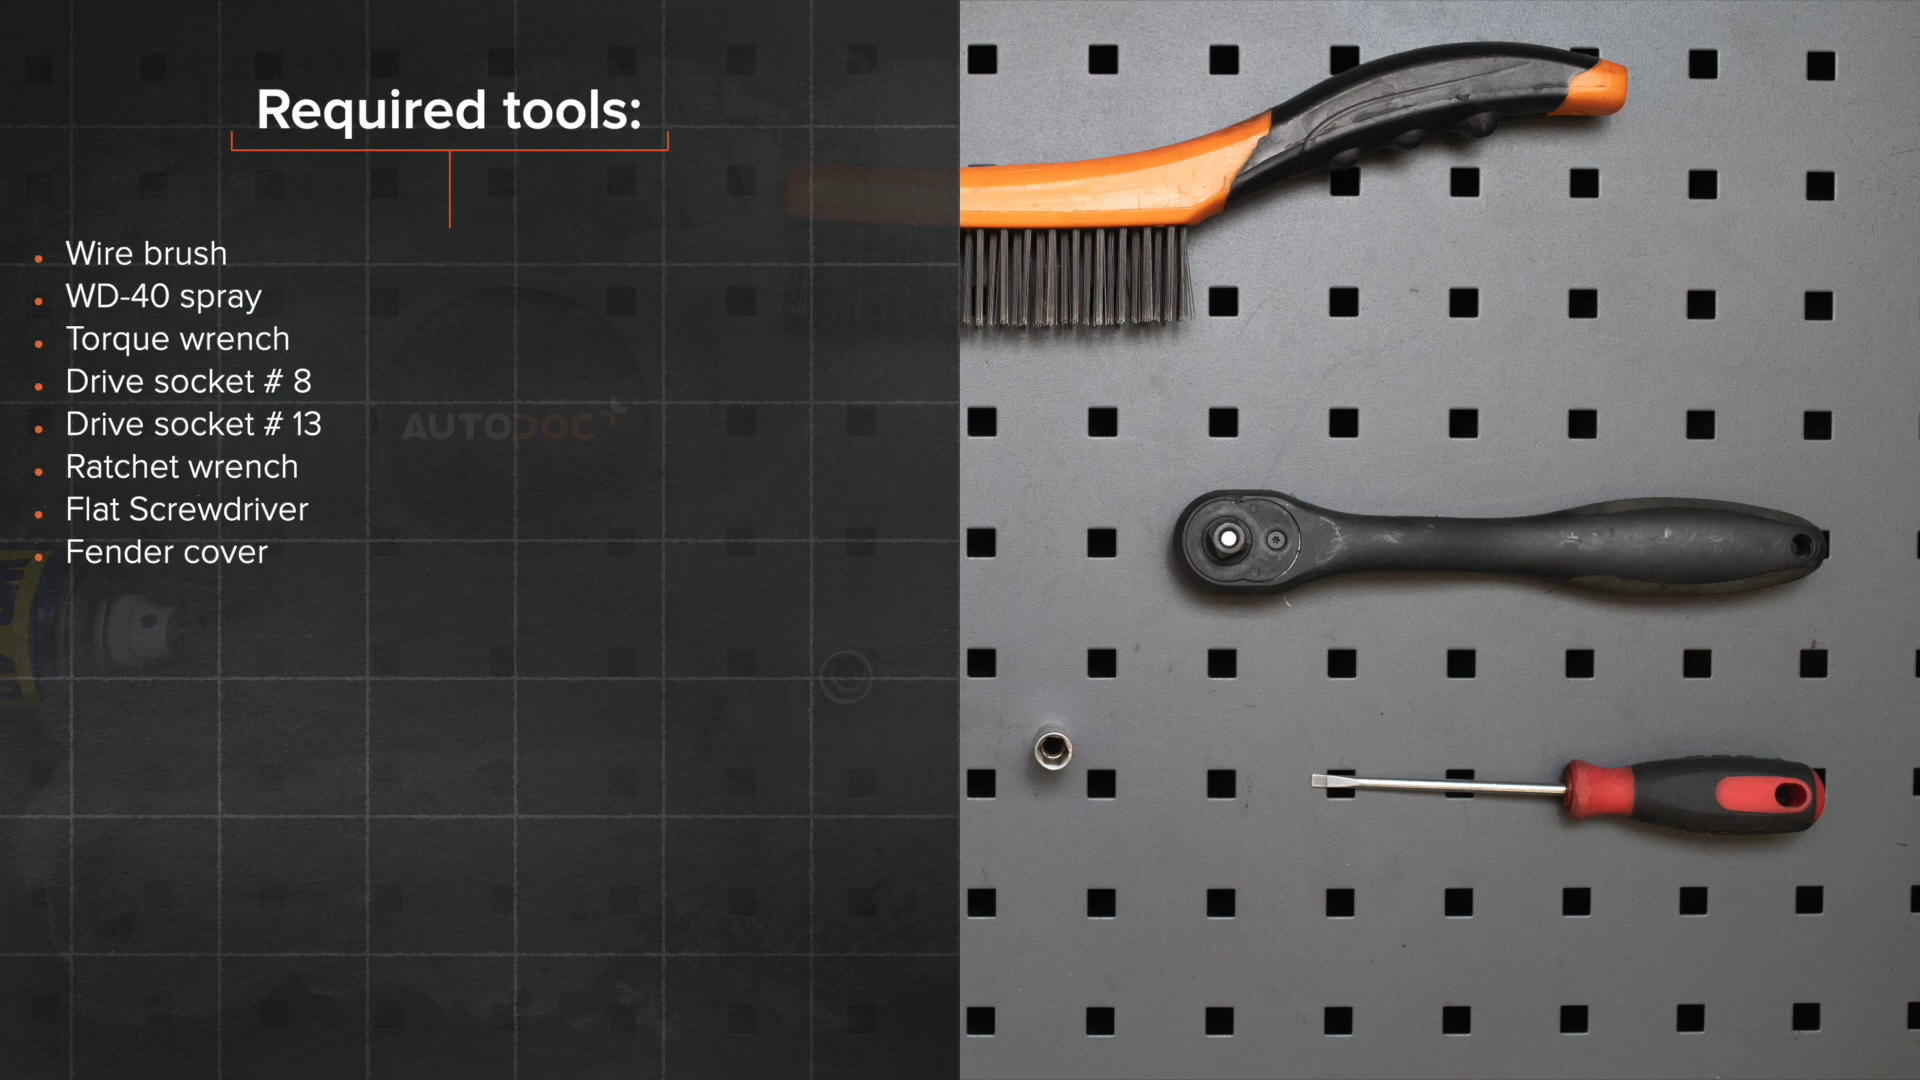 Required tools:
Wire brush
WD-40 spray
Torque wrench
Drive socket # 8
Drive socket # 13
Ratchet wrench
Flat Screwdriver
Fender cover
AUTODOC